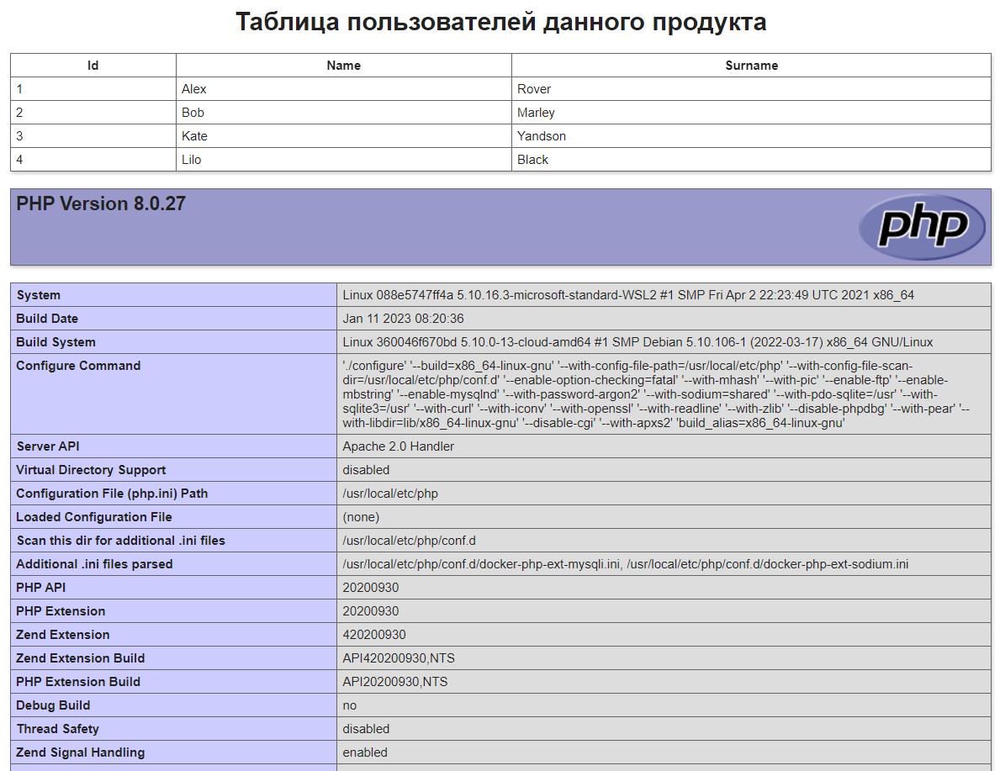 Таблица пользователей данного продукта
Id Name Surname
1 Alex Rover
2 Bob Marley
3 Kate Yandson
4 Lilo Black
PHP Version 8.0.27
php
System Linux 088e5747ff4a 5.10.16.3-microsoft-standard-WSL2 #1 SMP Fri Apr 2 22:23:49 UTC 2021 x86_64
Build Date Jan 11 2023 08:20:36
Build System Linux 360046f670bd 5.10.0-13-cloud-amd64 #1 SMP Debian 5.10.106-1 (2022-03-17) x86_64 GNU/Linux
Configure Command './configure' '--build=x86_64-linux-gnu' '--with-config-file-path=/usr/local/etc/php' '--with-config-file-scan-
dir=/usr/local/etc/php/conf.d' '--enable-option-checking=fatal' '--with-mhash' '--with-pic' '--enable-ftp' '--enable-
mbstring' '--enable-mysqlnd' '--with-password-argon2' '--with-sodium=shared' '--with-pdo-sqlite=/usr' '--with-
sqlite3=/usr' '--with-curl' '--with-iconv' '--with-openssl' '--with-readline' '--with-zlib' '--disable-phpdbg' '--with-pear' '--
with-libdir=lib/x86_64-linux-gnu' '--disable-cgi' '--with-apxs2' 'build_alias=x86_64-linux-gnu'
Server API Apache 2.0 Handler
Virtual Directory Support disabled
Configuration File (php.ini) Path /usr/local/etc/php
Loaded Configuration File (none)
Scan this dir for additional .ini files /usr/local/etc/php/conf.d
Additional .ini files parsed /usr/local/etc/php/conf.d/docker-php-ext-mysqli.ini, /usr/local/etc/php/conf.d/docker-php-ext-sodium.ini
PHP API 20200930
PHP Extension 20200930
Zend Extension 420200930
Zend Extension Build API420200930,NTS
PHP Extension Build API20200930,NTS
Debug Build no
Thread Safety disabled
Zend Signal Handling enabled